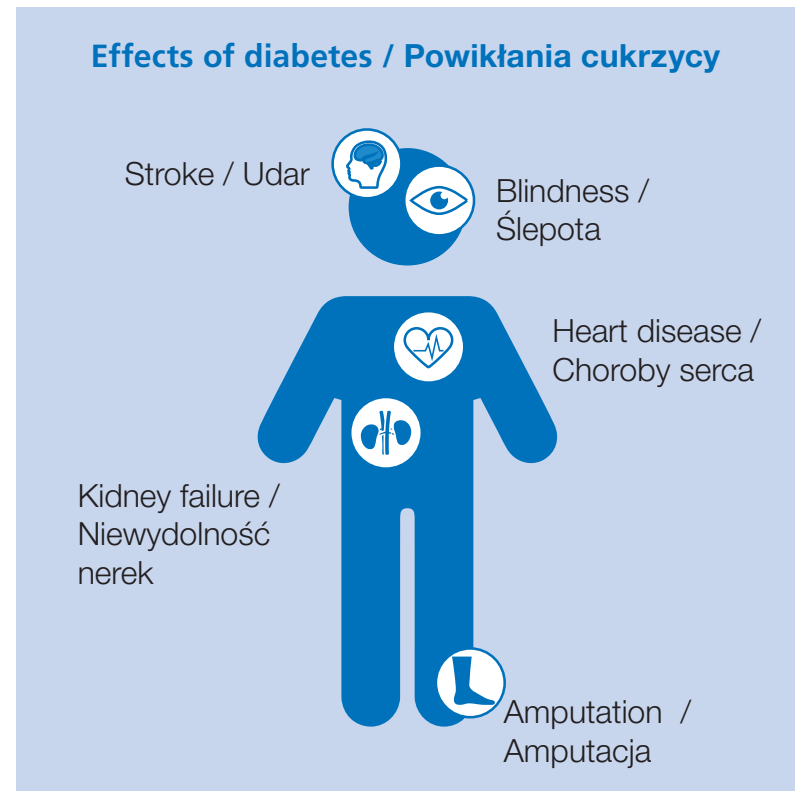 Effects of diabetes / Powikłania cukrzycy
Stroke / Udar
Blindness /
Ślepota
Heart disease /
Choroby serca
Kidney failure /
Niewydolność
nerek
Amputation /
Amputacja